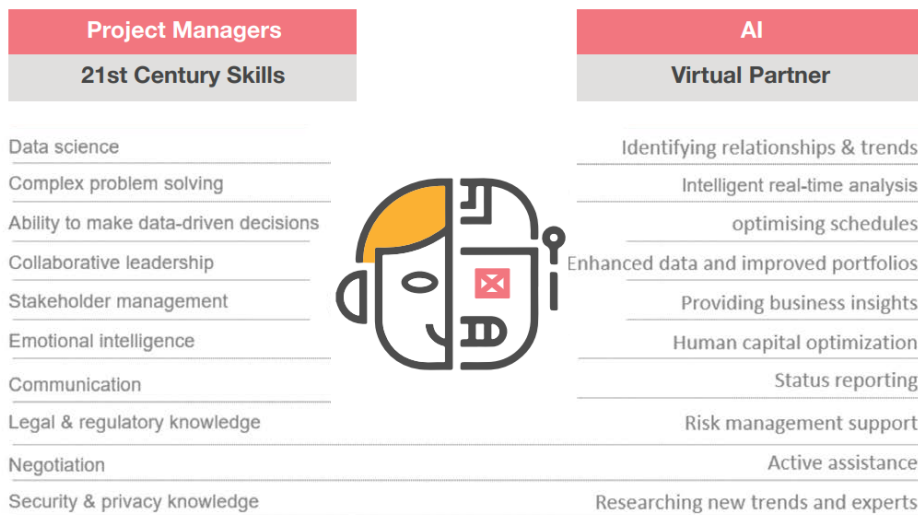 Project Managers
21st Century Skills
Data science
Complex problem solving
Ability to make data-driven decisions
Collaborative leadership
Stakeholder management
Emotional intelligence
Communication
Legal & regulatory knowledge
Negotiation
Security & privacy knowledge
AI
Virtual Partner
Identifying relationships & trends
Intelligent real-time analysis
optimising schedules
Enhanced data and improved portfolios
Providing business insights
Human capital optimization
Status reporting
Risk management support
Active assistance
Researching new trends and experts